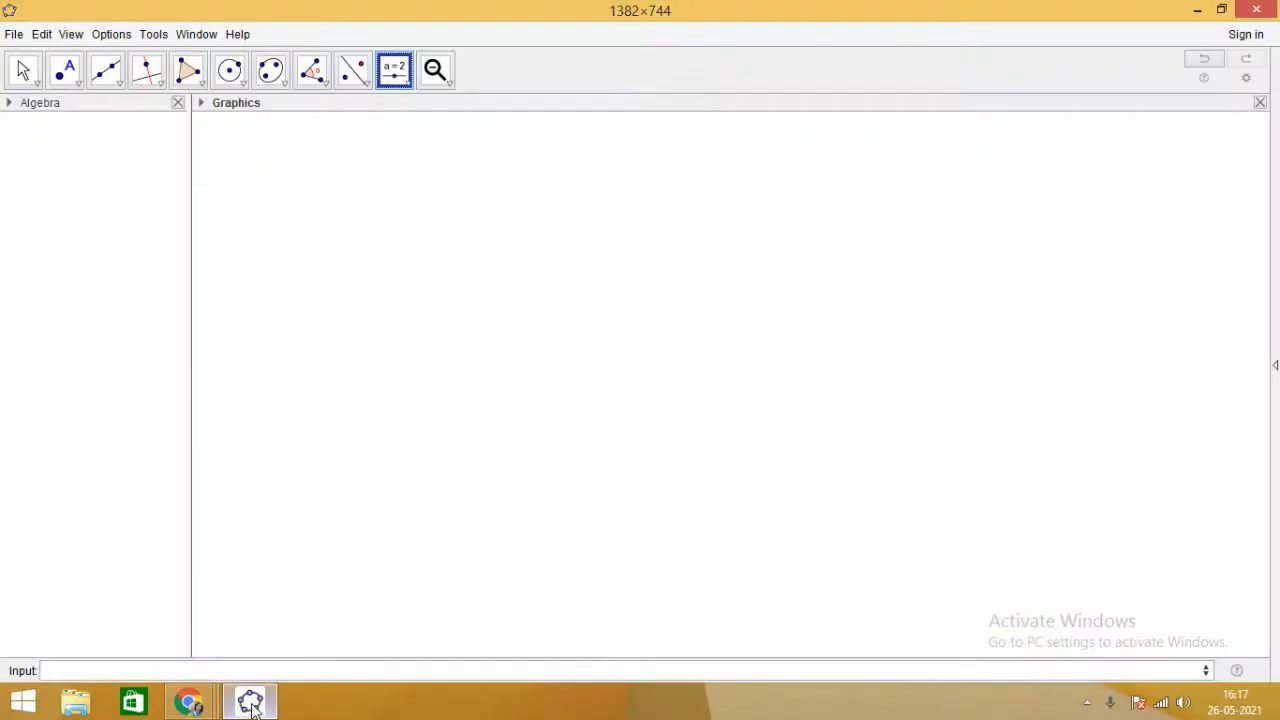 1382×744
File Edit View Options Tools Window Help Sign in
A a = 2
Algebra Graphics
Activate Windows
Go to PC settings to activate Windows.
Input:
16:17
26-05-2021